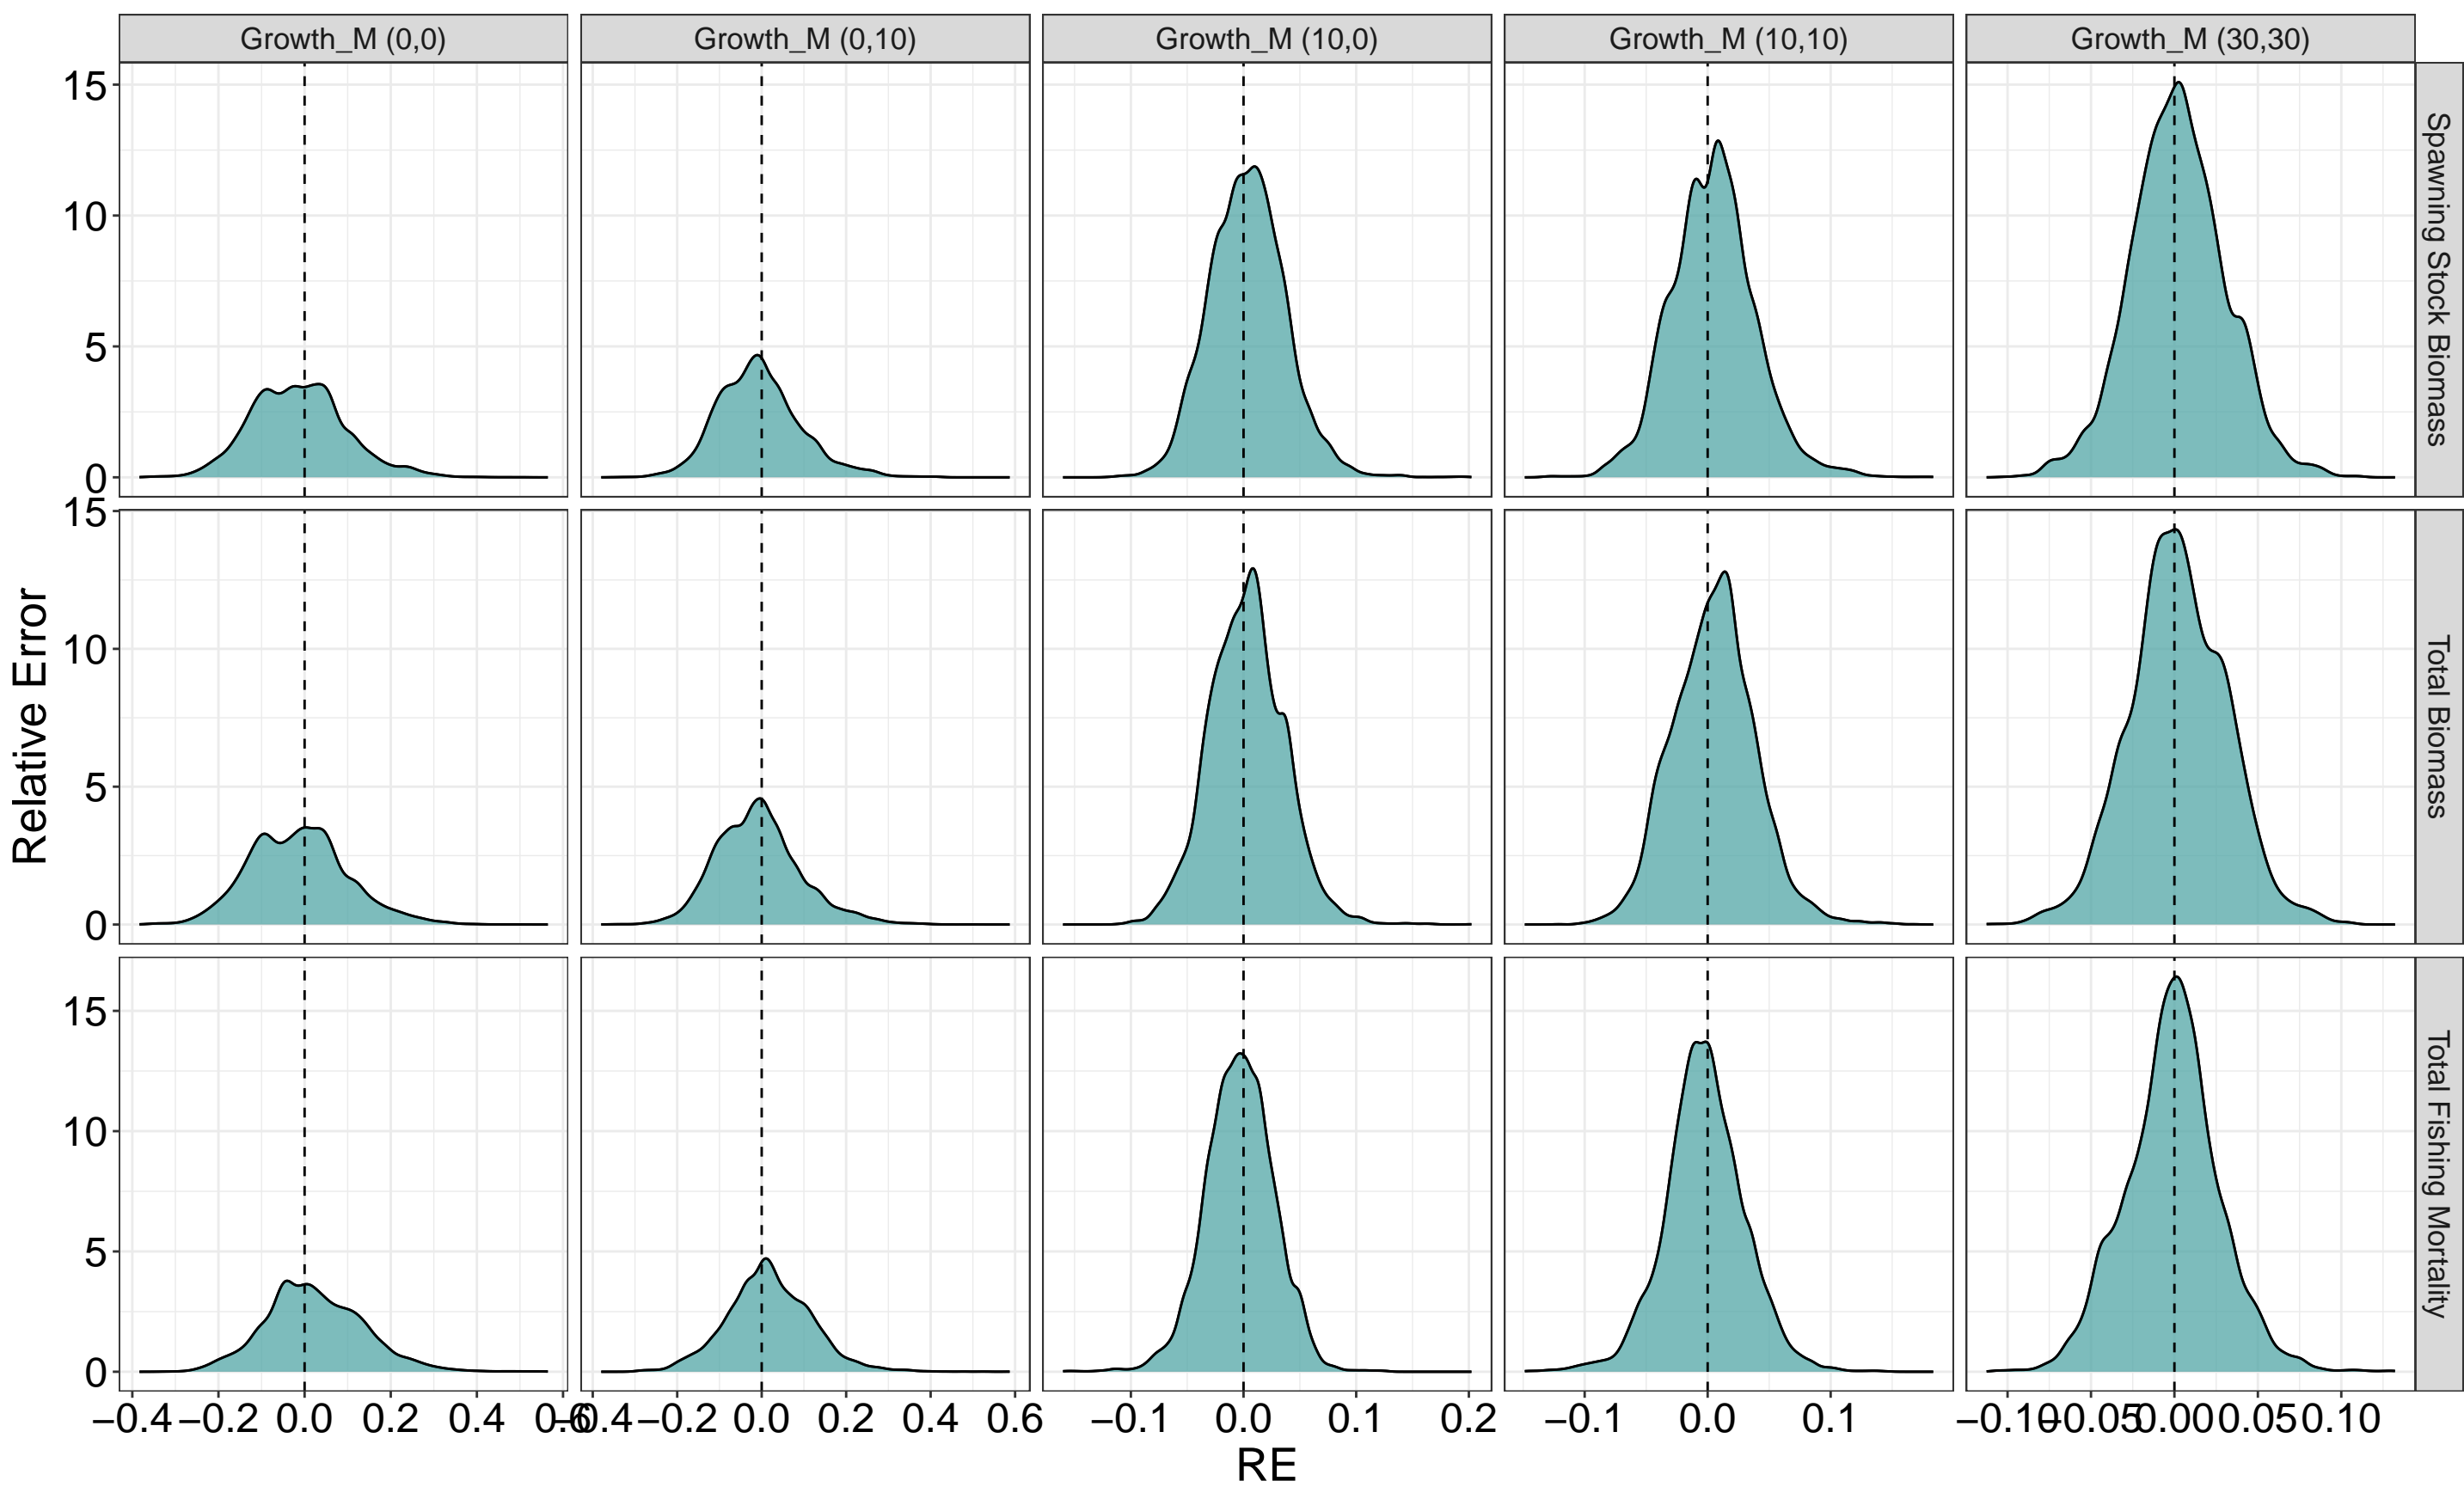 Growth_M (0,0) Growth_M (0,10) Growth_M (10,0) Growth_M (10,10) Growth_M (30,30)
15
10
5
0
Spawning Stock Biomass
15
10
5
0
Total Biomass
15
10
5
0
Total Fishing Mortality
Relative Error
−0.4 −0.2 0.0 0.2 0.4 0.6 −0.4 −0.2 0.0 0.2 0.4 0.6 −0.1 0.0 0.1 0.2 −0.1 0.0 0.1 −0.10 −0.05 0.00 0.05 0.10
RE